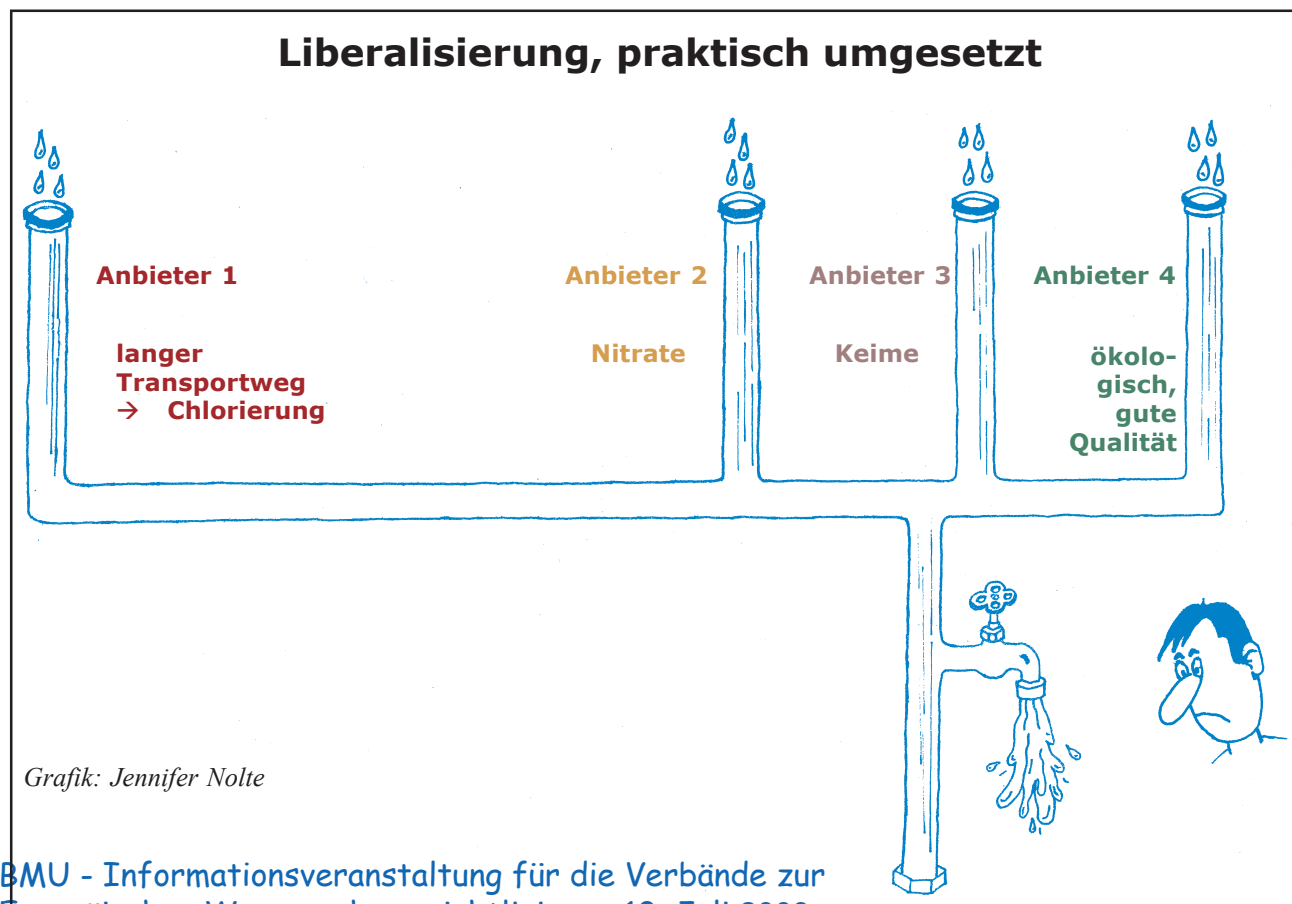 Liberalisierung, praktisch umgesetzt
Anbieter 1
langer
Transportweg
→ Chlorierung
Anbieter 2
Nitrate
Anbieter 3
Keime
Anbieter 4
ökolo-
gisch,
gute
Qualität
Grafik: Jennifer Nolte
BMU - Informationsveranstaltung für die Verbände zur